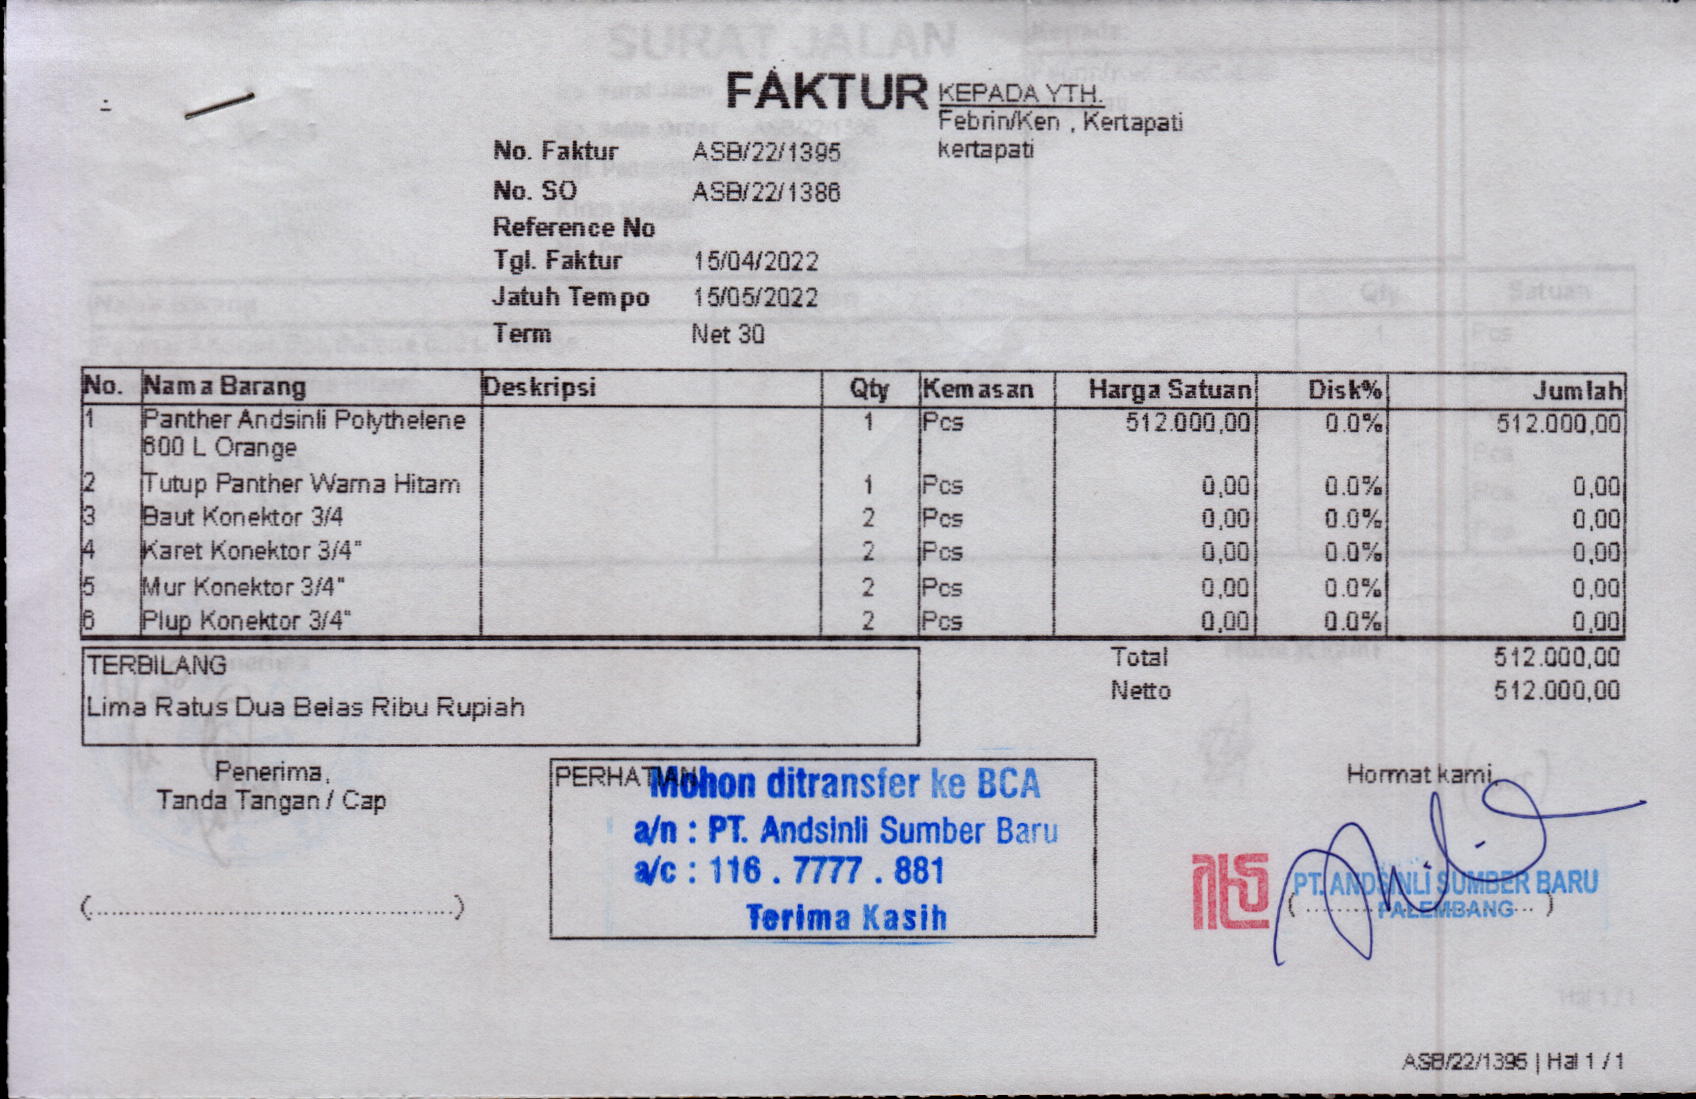 FAKTUR
KEPADA YTH.
Febrin/Ken , Kertapati
kertapati
No. Faktur ASB/22/1395
No. SO ASB/22/1386
Reference No
Tgl. Faktur 15/04/2022
Jatuh Tempo 15/05/2022
Term Net 30
No. Nama Barang Deskripsi Qty Kemasan Harga Satuan Disk% Jumlah
1 Panther Andsinli Polythelene 1 Pcs 512.000,00 0.0% 512.000,00
600 L Orange
2 Tutup Panther Warna Hitam 1 Pcs 0,00 0.0% 0,00
3 Baut Konektor 3/4 2 Pcs 0,00 0.0% 0,00
4 Karet Konektor 3/4" 2 Pcs 0,00 0.0% 0,00
5 Mur Konektor 3/4" 2 Pcs 0,00 0.0% 0,00
6 Plup Konektor 3/4" 2 Pcs 0,00 0.0% 0,00
TERBILANG
Lima Ratus Dua Belas Ribu Rupiah
Total 512.000,00
Netto 512.000,00
Penerima,
Tanda Tangan / Cap
PERHATIAN
Mohon ditransfer ke BCA
a/n : PT. Andsinli Sumber Baru
a/c : 116 . 7777 . 881
Terima Kasih
Hormat kami,
PT. ANDSINLI SUMBER BARU
PALEMBANG
ASB/22/1395 | Hal 1 / 1
SURAT JALAN
Kepada:
Qty Satuan
Hal 1 / 1